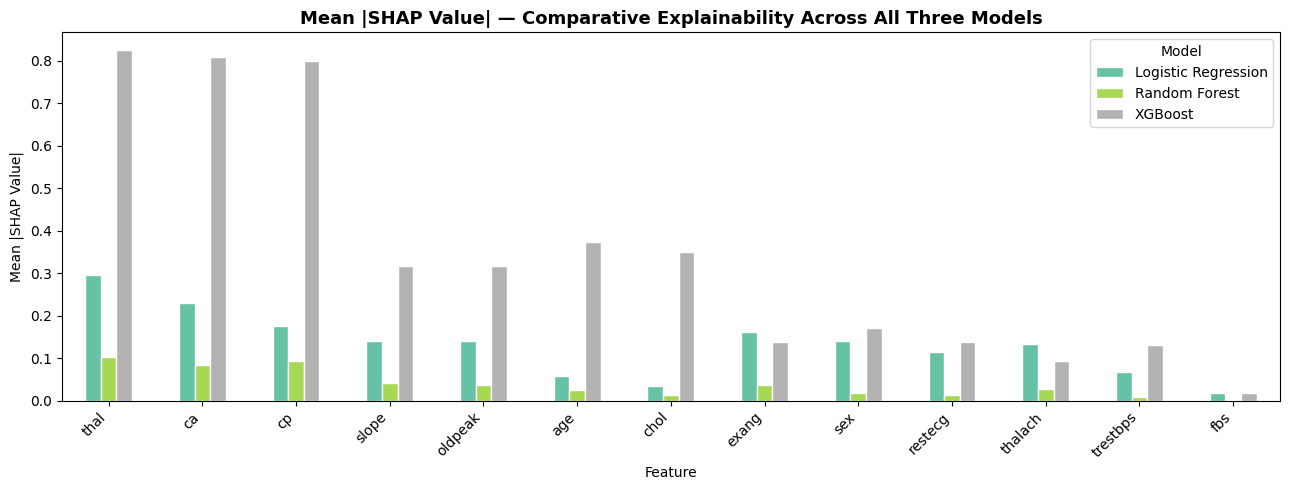 Mean |SHAP Value| — Comparative Explainability Across All Three Models
Model
Logistic Regression
Random Forest
XGBoost
Mean |SHAP Value|
0.8
0.7
0.6
0.5
0.4
0.3
0.2
0.1
0.0
thal
ca
cp
slope
oldpeak
age
chol
exang
sex
restecg
thalach
trestbps
fbs
Feature